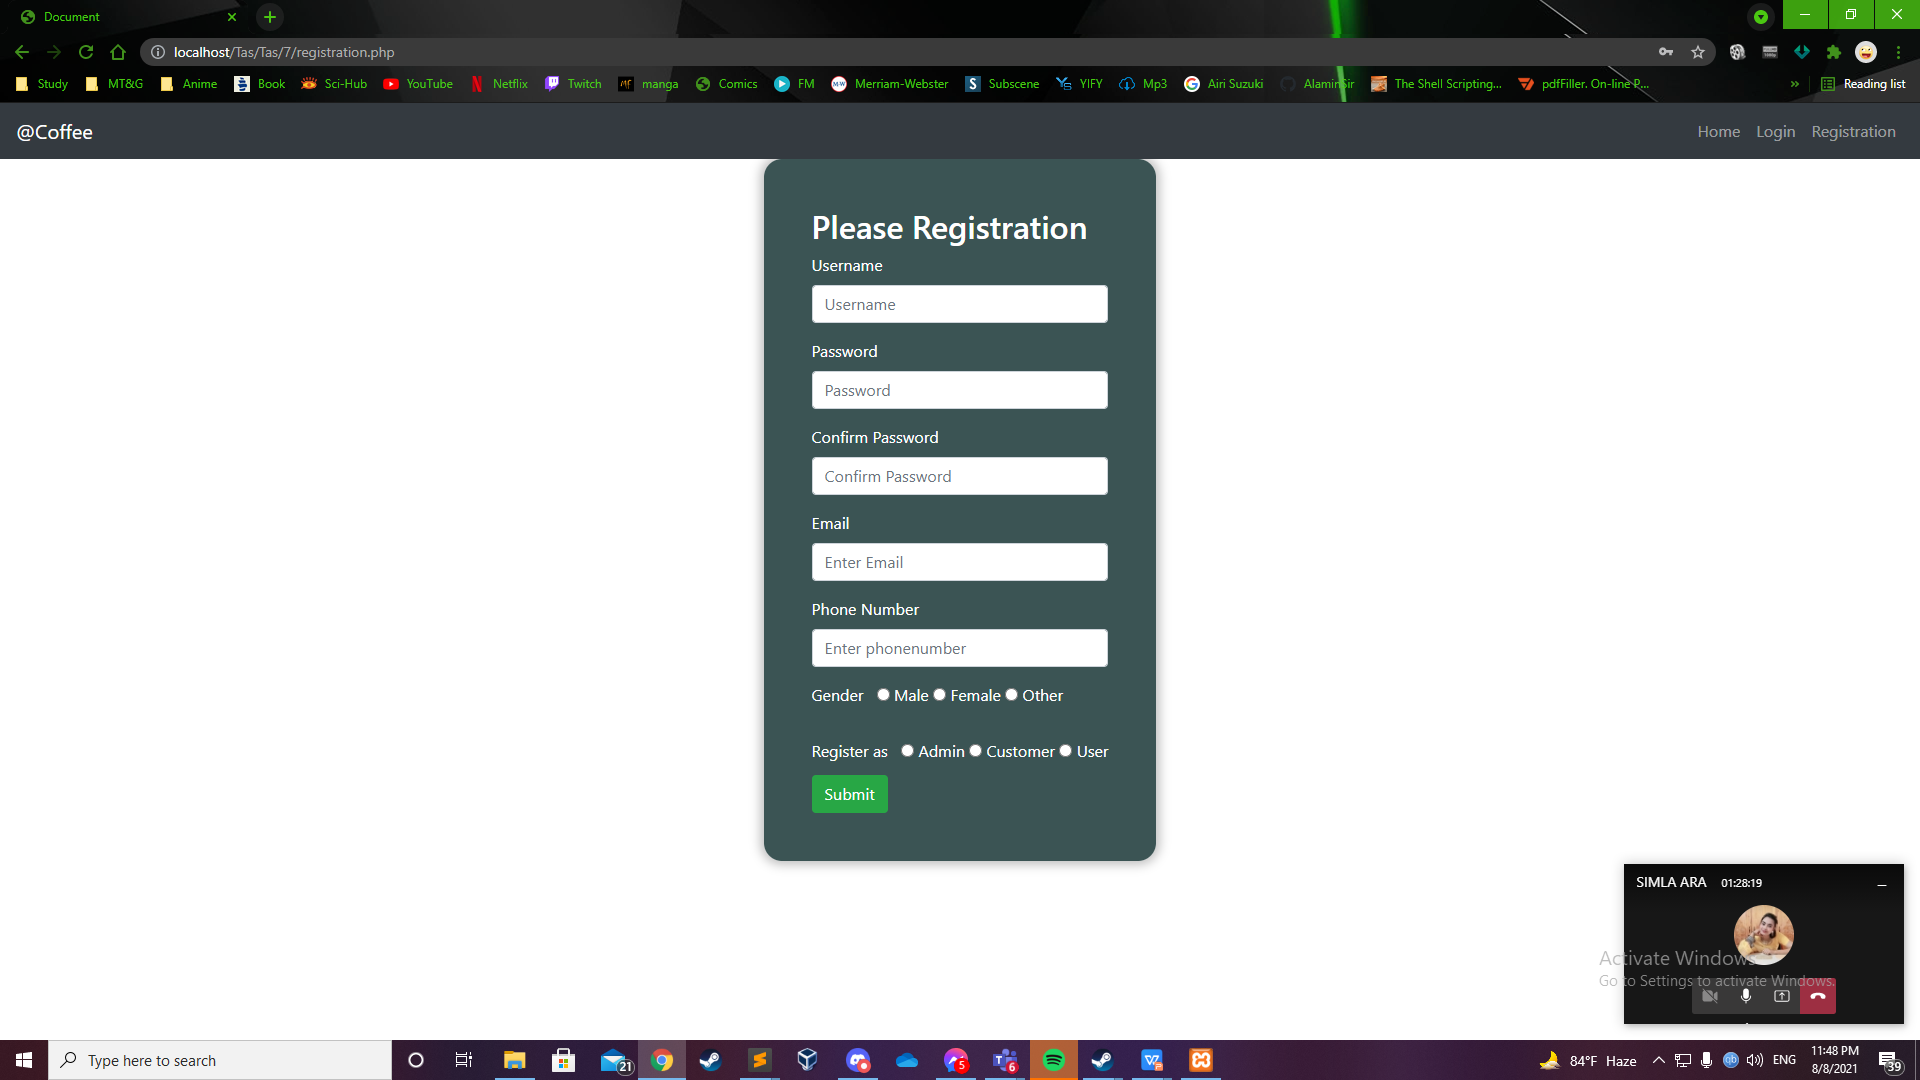 Document
localhost/Tas/Tas/7/registration.php
Study MT&G Anime Book Sci-Hub YouTube Netflix Twitch manga Comics FM Merriam-Webster Subscene YIFY Mp3 Airi Suzuki AlaminSir The Shell Scripting... pdfFiller. On-line P... » Reading list
@Coffee Home Login Registration
Please Registration
Username
Username
Password
Password
Confirm Password
Confirm Password
Email
Enter Email
Phone Number
Enter phonenumber
Gender Male Female Other
Register as Admin Customer User
Submit
SIMLA ARA 01:28:19
Activate Windows
Go to Settings to activate Windows.
Type here to search 21 5 6 84°F Haze ENG 11:48 PM 39
8/8/2021